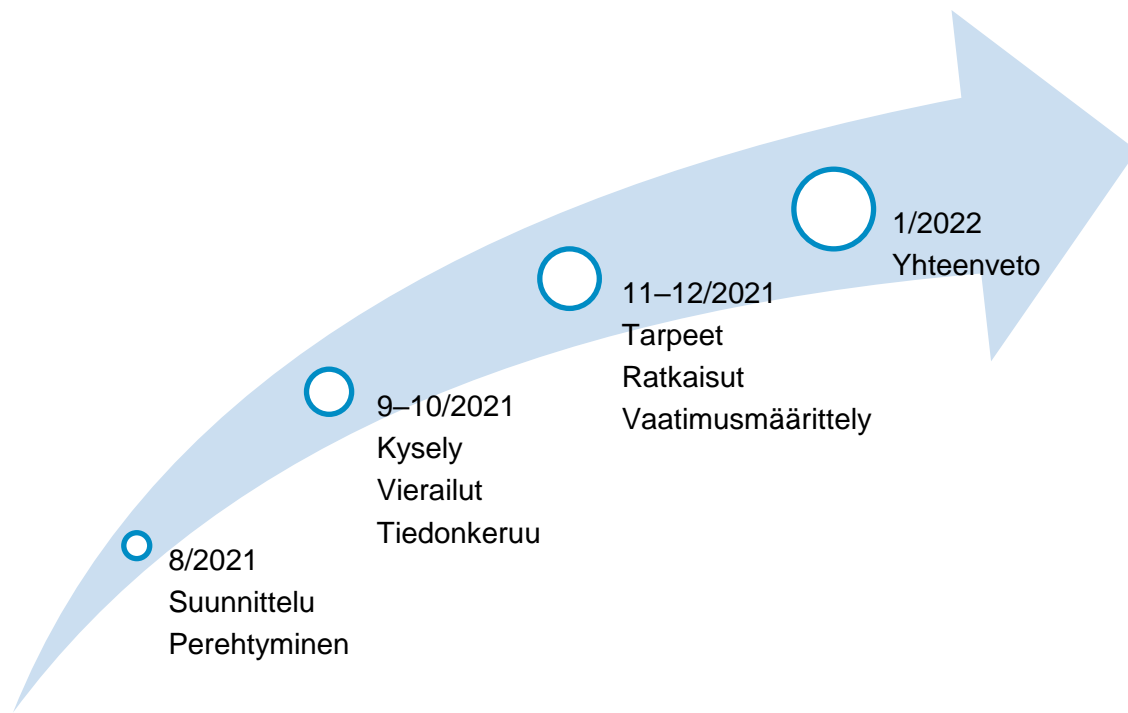 8/2021
Suunnittelu
Perehtyminen
9–10/2021
Kysely
Vierailut
Tiedonkeruu
11–12/2021
Tarpeet
Ratkaisut
Vaatimusmäärittely
1/2022
Yhteenveto